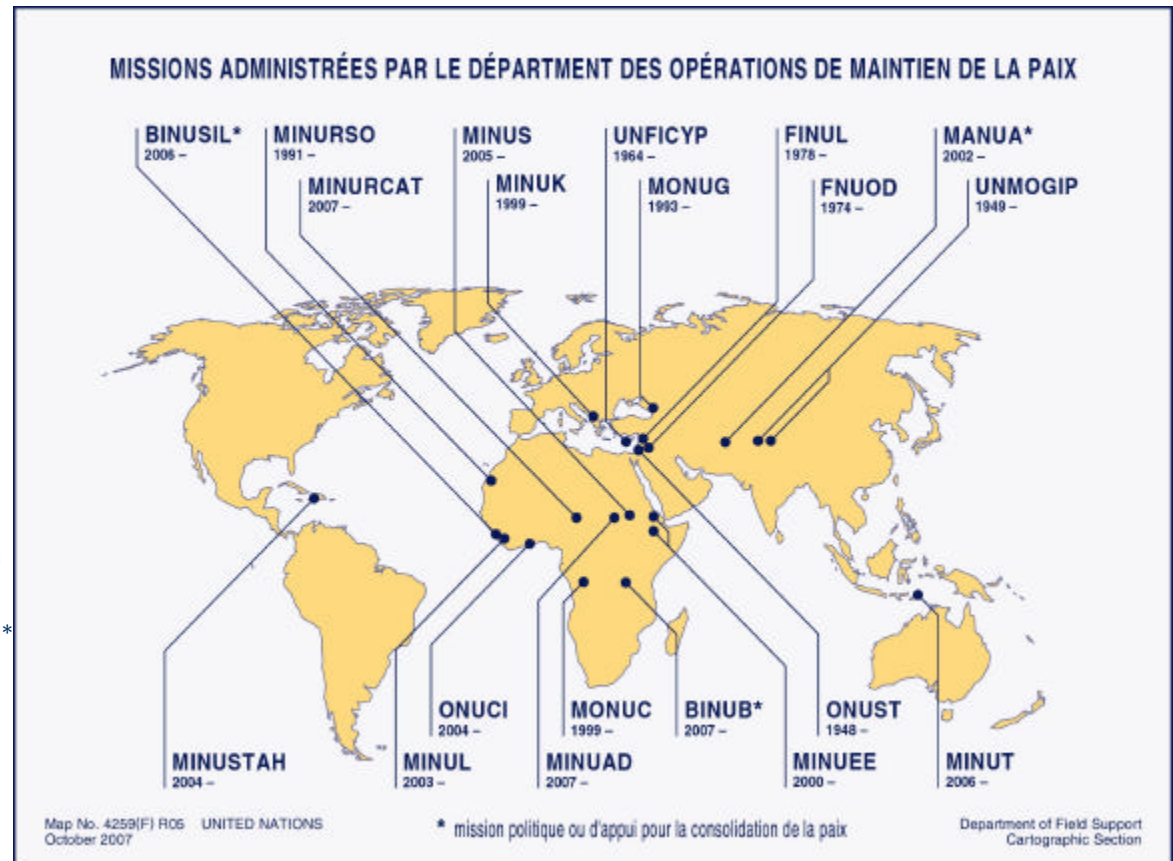 MISSIONS ADMINISTRÉES PAR LE DÉPARTMENT DES OPÉRATIONS DE MAINTIEN DE LA PAIX
BINUSIL* MINURSO MINUS UNFICYP FINUL MANUA*
2006 – 1991 – 2005 – 1964 – 1978 – 2002 –
MINURCAT MINUK MONUG FNUOD UNMOGIP
2007 – 1999 – 1993 – 1974 – 1949 –
*
ONUCI MONUC BINUB* ONUST
2004 – 1999 – 2007 – 1948 –
MINUSTAH MINUL MINUAD MINUEE MINUT
2004 – 2003 – 2007 – 2000 – 2006 –
Map No. 4259(F) R05 UNITED NATIONS
October 2007
* mission politique ou d'appui pour la consolidation de la paix
Department of Field Support
Cartographic Section